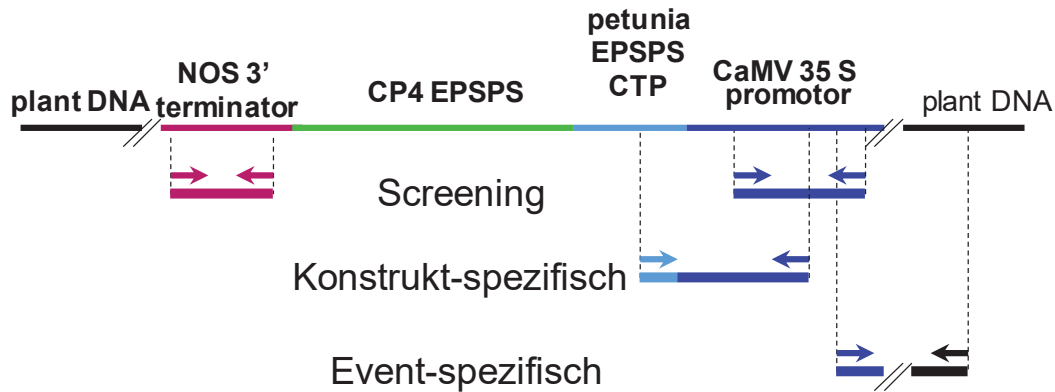 plant DNA
NOS 3’
terminator
CP4 EPSPS
petunia
EPSPS
CTP
CaMV 35 S
promotor
plant DNA
Screening
Konstrukt-spezifisch
Event-spezifisch